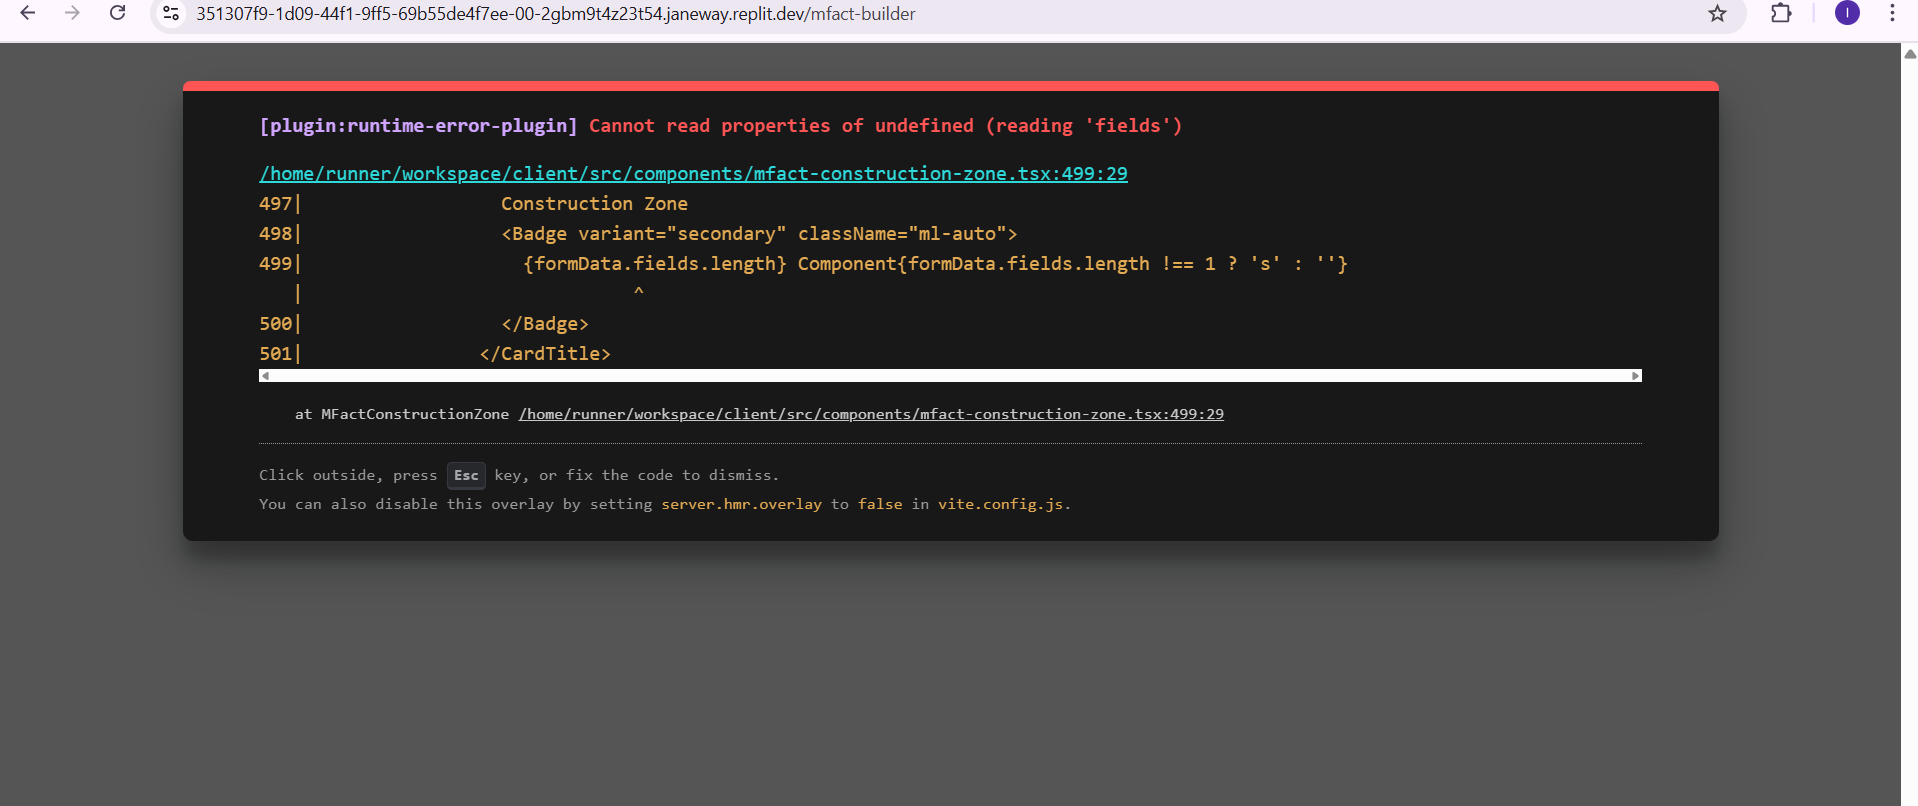 351307f9-1d09-44f1-9ff5-69b55de4f7ee-00-2gbm9t4z23t54.janeway.replit.dev/mfact-builder
I
[plugin:runtime-error-plugin] Cannot read properties of undefined (reading 'fields')
/home/runner/workspace/client/src/components/mfact-construction-zone.tsx:499:29
497|                  Construction Zone
498|                  <Badge variant="secondary" className="ml-auto">
499|                    {formData.fields.length} Component{formData.fields.length !== 1 ? 's' : ''}
   |                              ^
500|                  </Badge>
501|                </CardTitle>
at MFactConstructionZone /home/runner/workspace/client/src/components/mfact-construction-zone.tsx:499:29
Click outside, press Esc key, or fix the code to dismiss.
You can also disable this overlay by setting server.hmr.overlay to false in vite.config.js.